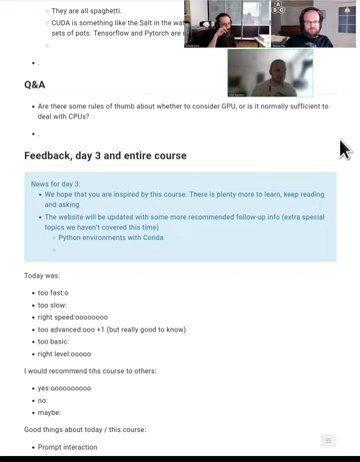 They are all spaghetti.
CUDA is something like the Salt in the wat
sets of pots. Tensorflow and Pytorch are
.
Q&A
Are there some rules of thumb about whether to consider GPU, or is it normally sufficient to
deal with CPUs?
.
Feedback, day 3 and entire course
News for day 3:
We hope that you are inspired by this course. There is plenty more to learn, keep reading
and asking
The website will be updated with some more recommended follow-up info (extra special
topics we haven't covered this time)
Python environments with Conda
Today was:
too fast:o
too slow:
right speed:oooooooo
too advanced:ooo +1 (but really good to know)
too basic:
right level:ooooo
I would recommend tihs course to others:
yes:oooooooooo
no:
maybe:
Good things about today / this course:
Prompt interaction